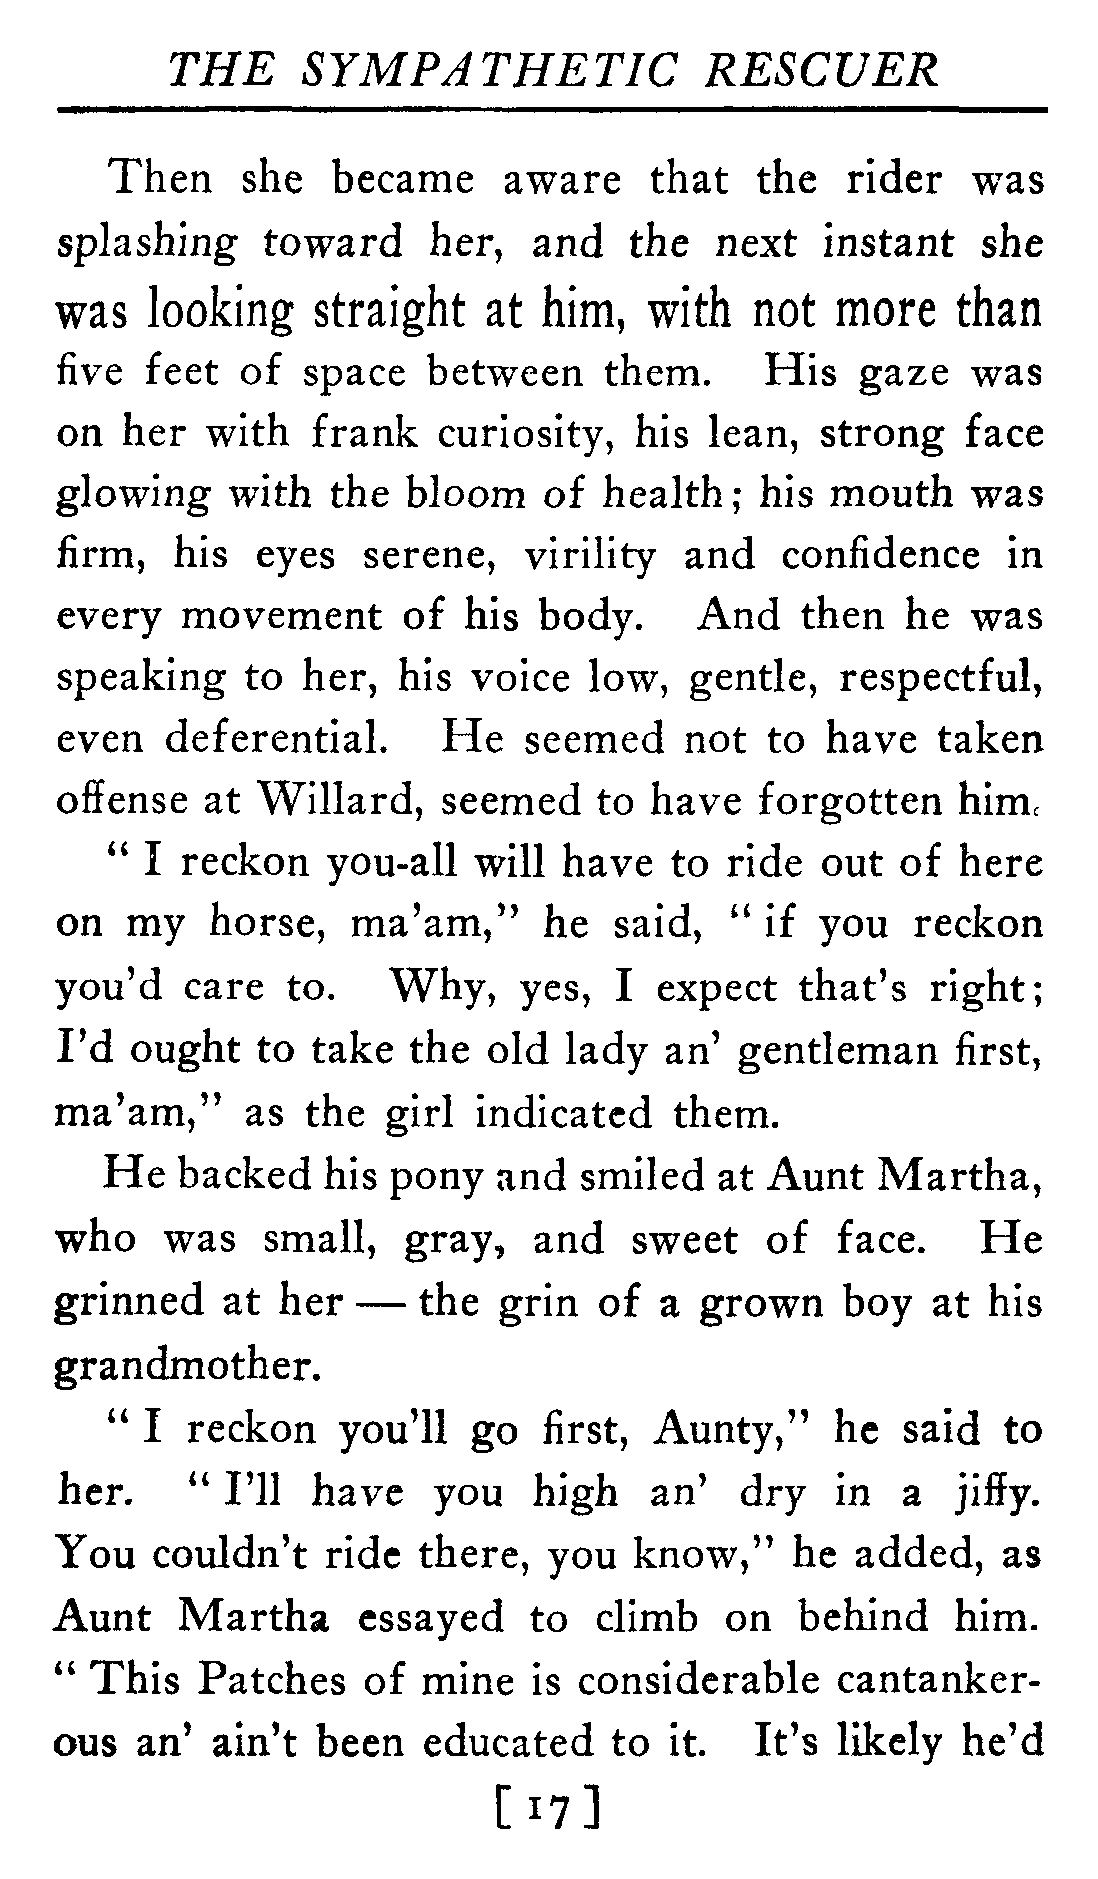 THE SYMPATHETIC RESCUER
Then she became aware that the rider was
splashing toward her, and the next instant she
was looking straight at him, with not more than
five feet of space between them. His gaze was
on her with frank curiosity, his lean, strong face
glowing with the bloom of health; his mouth was
firm, his eyes serene, virility and confidence in
every movement of his body. And then he was
speaking to her, his voice low, gentle, respectful,
even deferential. He seemed not to have taken
offense at Willard, seemed to have forgotten him.
“ I reckon you-all will have to ride out of here
on my horse, ma’am,” he said, “ if you reckon
you’d care to. Why, yes, I expect that’s right;
I’d ought to take the old lady an’ gentleman first,
ma’am,” as the girl indicated them.
He backed his pony and smiled at Aunt Martha,
who was small, gray, and sweet of face. He
grinned at her — the grin of a grown boy at his
grandmother.
“ I reckon you’ll go first, Aunty,” he said to
her. “ I’ll have you high an’ dry in a jiffy.
You couldn’t ride there, you know,” he added, as
Aunt Martha essayed to climb on behind him.
“ This Patches of mine is considerable cantanker-
ous an’ ain’t been educated to it. It’s likely he’d
[ 17 ]